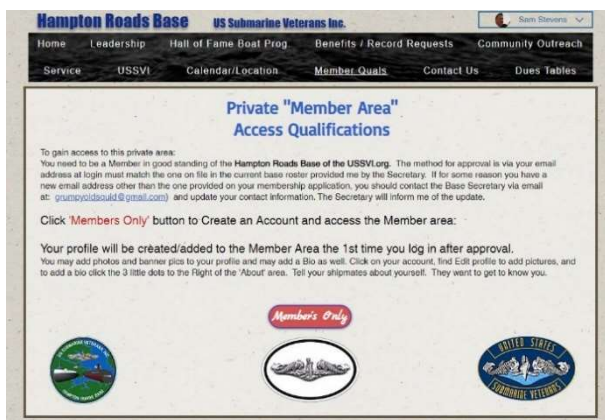 Hampton Roads Base US Submarine Veterans Inc.
Sam Stevens
Home Leadership Hall of Fame Boat Prog Benefits / Record Requests Community Outreach
Service USSVI Calendar/Location Member Quals Contact Us Dues Tables
Private "Member Area"
Access Qualifications
To gain access to this private area:
You need to be a Member in good standing of the Hampton Roads Base of the USSVI.org. The method for approval is via your email
address at login must match the one on file in the current base roster provided me by the Secretary. If for some reason you have a
new email address other than the one provided on your membership application, you should contact the Base Secretary via email
at: grumpyoldsquid@gmail.com) and update your contact information. The Secretary will inform me of the update.
Click 'Members Only' button to Create an Account and access the Member area:
Your profile will be created/added to the Member Area the 1st time you log in after approval.
You may add photos and banner pics to your profile and may add a Bio as well. Click on your account, find Edit profile to add pictures, and
to add a bio click the 3 little dots to the Right of the 'About' area. Tell your shipmates about yourself. They want to get to know you.
Member's Only
US SUBMARINE VETERANS, INC.
HAMPTON ROADS BASE
UNITED STATES
SUBMARINE VETERANS